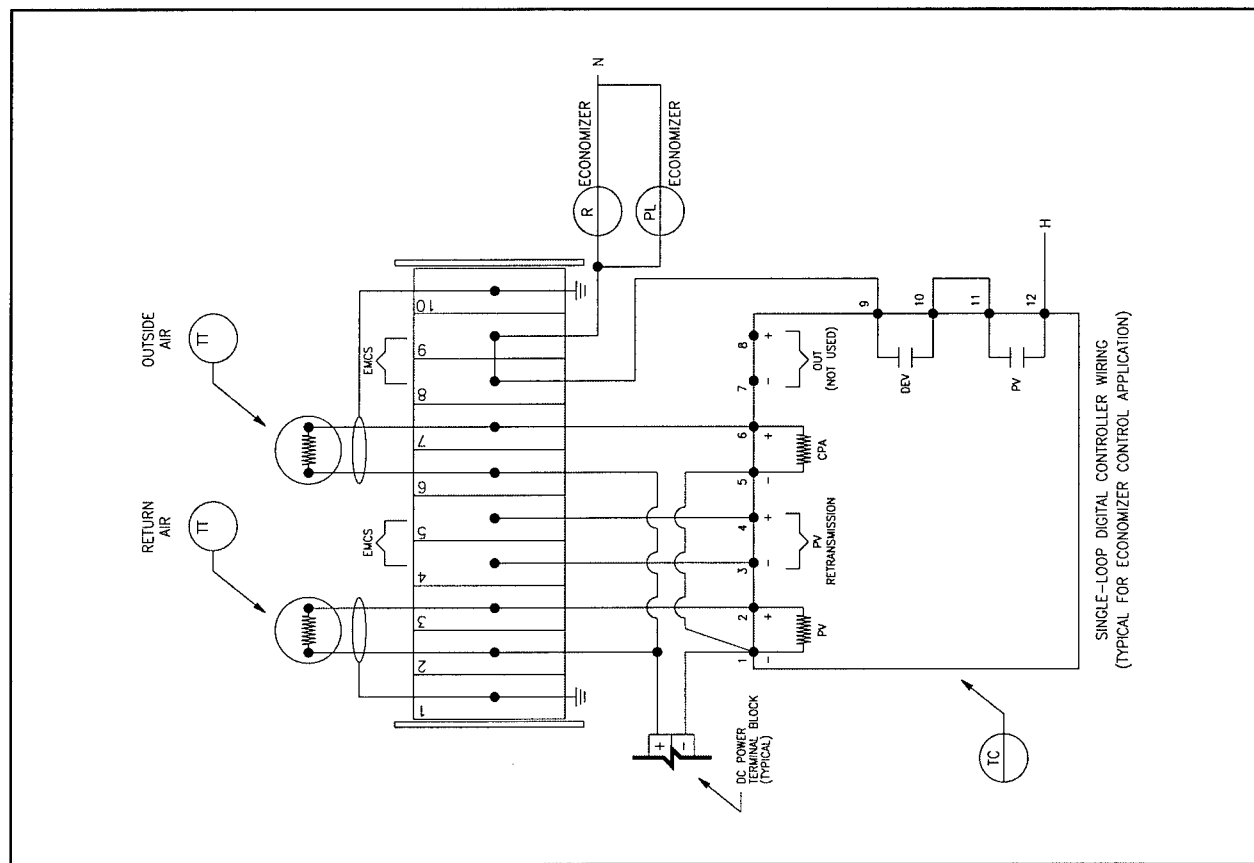 OUTSIDE
AIR
TT
RETURN
AIR
TT
N
ECONOMIZER
R
ECONOMIZER
PL
EMCS
EMCS
1
2
3
4
5
6
7
8
9
10
+
-
DC POWER
TERMINAL BLOCK
(TYPICAL)
1
2
3
4
5
6
7
8
-
+
-
+
-
+
-
+
PV
PV
RETRANSMISSION
CPA
OUT
(NOT USED)
9
10
11
12
DEV
PV
H
TC
SINGLE-LOOP DIGITAL CONTROLLER WIRING
(TYPICAL FOR ECONOMIZER CONTROL APPLICATION)